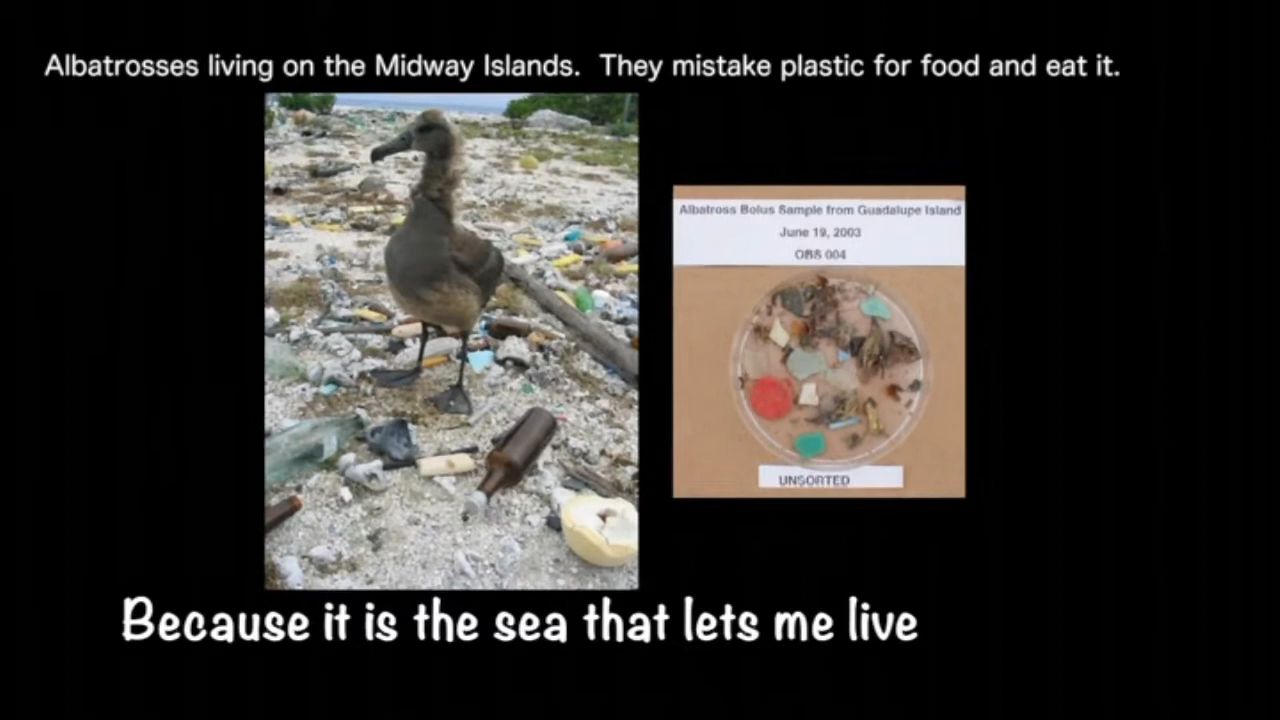 Albatrosses living on the Midway Islands. They mistake plastic for food and eat it.
Albatross Bolus Sample from Guadalupe Island
June 19, 2003
OBS 004
UNSORTED
Because it is the sea that lets me live